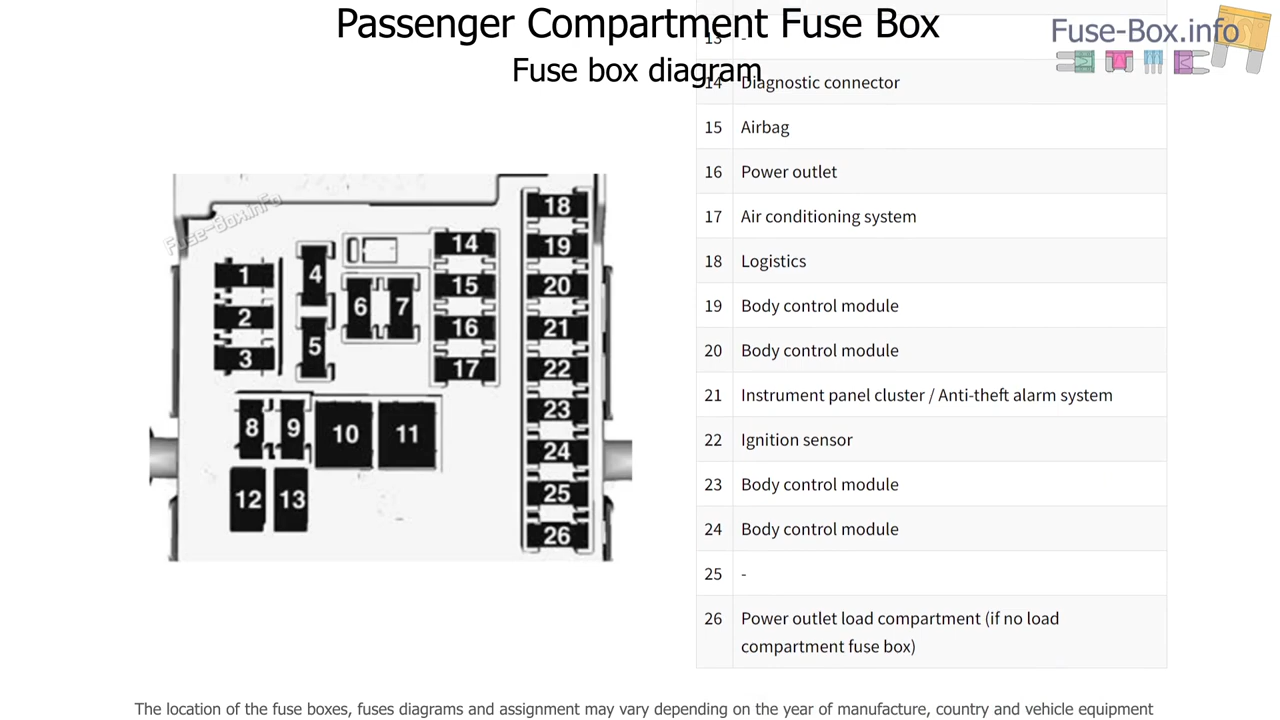 Passenger Compartment Fuse Box
Fuse box diagram
Fuse-Box.info
Fuse-Box.info
1
2
3
4
5
6
7
8
9
10
11
12
13
14
15
16
17
18
19
20
21
22
23
24
25
26
13 -
14 Diagnostic connector
15 Airbag
16 Power outlet
17 Air conditioning system
18 Logistics
19 Body control module
20 Body control module
21 Instrument panel cluster / Anti-theft alarm system
22 Ignition sensor
23 Body control module
24 Body control module
25 -
26 Power outlet load compartment (if no load
compartment fuse box)
The location of the fuse boxes, fuses diagrams and assignment may vary depending on the year of manufacture, country and vehicle equipment